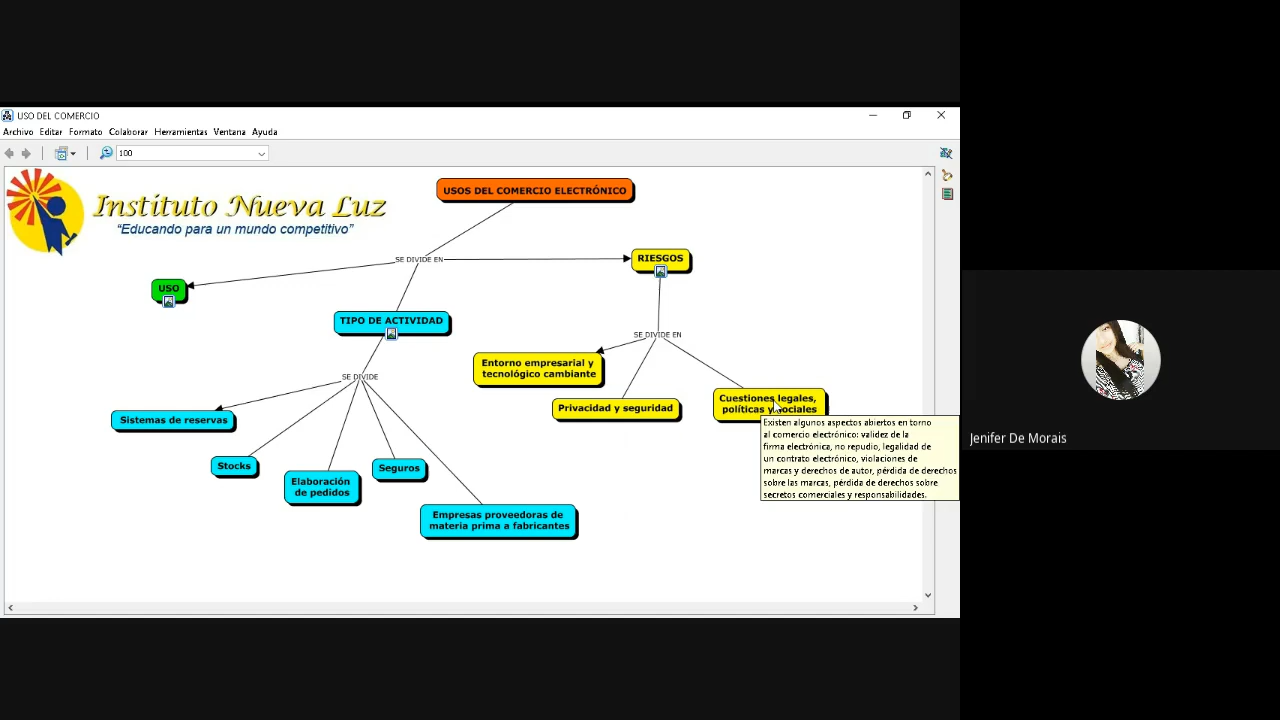 USO DEL COMERCIO
Archivo Editar Formato Colaborar Herramientas Ventana Ayuda
100
Instituto Nueva Luz
“Educando para un mundo competitivo”
USOS DEL COMERCIO ELECTRÓNICO
SE DIVIDE EN
RIESGOS
USO
TIPO DE ACTIVIDAD
SE DIVIDE EN
Entorno empresarial y
tecnológico cambiante
SE DIVIDE
Cuestiones legales,
políticas y sociales
Privacidad y seguridad
Existen algunos aspectos abiertos en torno
al comercio electrónico: validez de la
firma electrónica, no repudio, legalidad de
un contrato electrónico, violaciones de
marcas y derechos de autor, pérdida de derechos
sobre las marcas, pérdida de derechos sobre
secretos comerciales y responsabilidades.
Sistemas de reservas
Stocks
Elaboración
de pedidos
Seguros
Empresas proveedoras de
materia prima a fabricantes
Jenifer De Morais